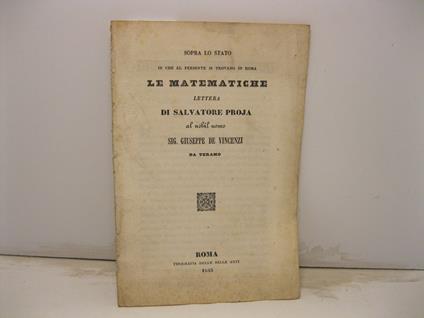 SOPRA LO STATO
IN CHE AL PRESENTE SI TROVANO IN ROMA
LE MATEMATICHE
LETTERA
DI SALVATORE PROJA
al nobil uomo
SIG. GIUSEPPE DE VINCENZI
DA TERAMO
ROMA
TIPOGRAFIA DELLE BELLE ARTI